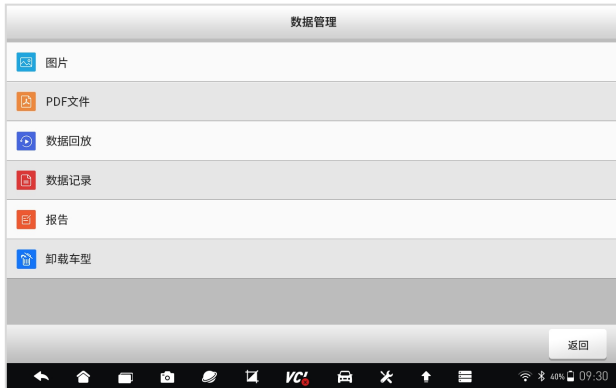 数据管理
图片
PDF文件
数据回放
数据记录
报告
卸载车型
返回
VCI 40% 09:30